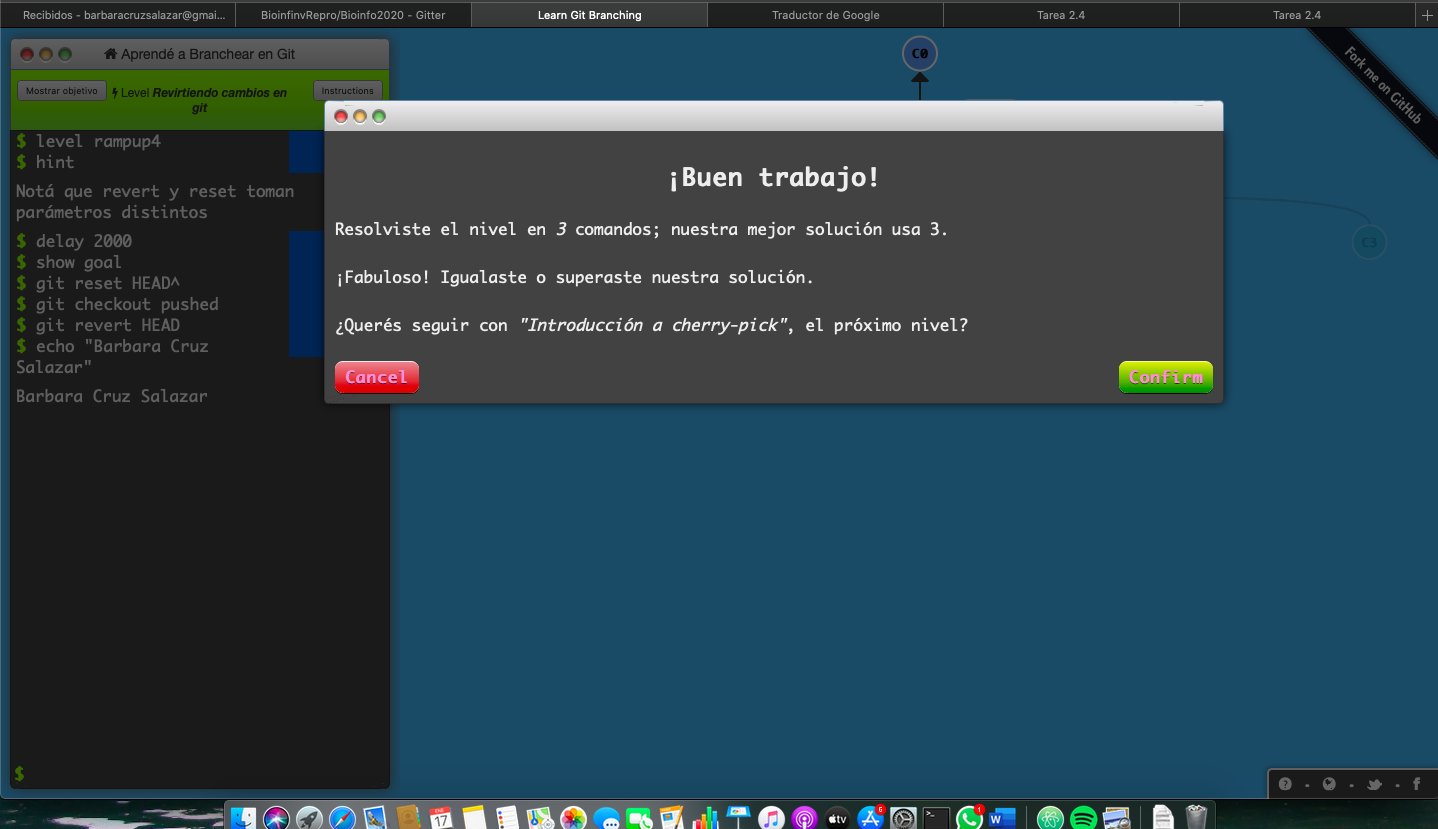 Recibidos - barbaracruzsalazar@gmai...
BioinfinvRepro/Bioinfo2020 - Gitter
Learn Git Branching
Traductor de Google
Tarea 2.4
Tarea 2.4
+
Aprendé a Branchear en Git
Mostrar objetivo
Level Revirtiendo cambios en
git
Instructions
C0
Fork me on GitHub
$ level rampup4
$ hint
Notá que revert y reset toman
parámetros distintos
$ delay 2000
$ show goal
$ git reset HEAD^
$ git checkout pushed
$ git revert HEAD
$ echo "Barbara Cruz
Salazar"
Barbara Cruz Salazar
$
¡Buen trabajo!
Resolviste el nivel en 3 comandos; nuestra mejor solución usa 3.
¡Fabuloso! Igualaste o superaste nuestra solución.
¿Querés seguir con "Introducción a cherry-pick", el próximo nivel?
Cancel
Confirm
C3
?
f
17
tv
6
1
W